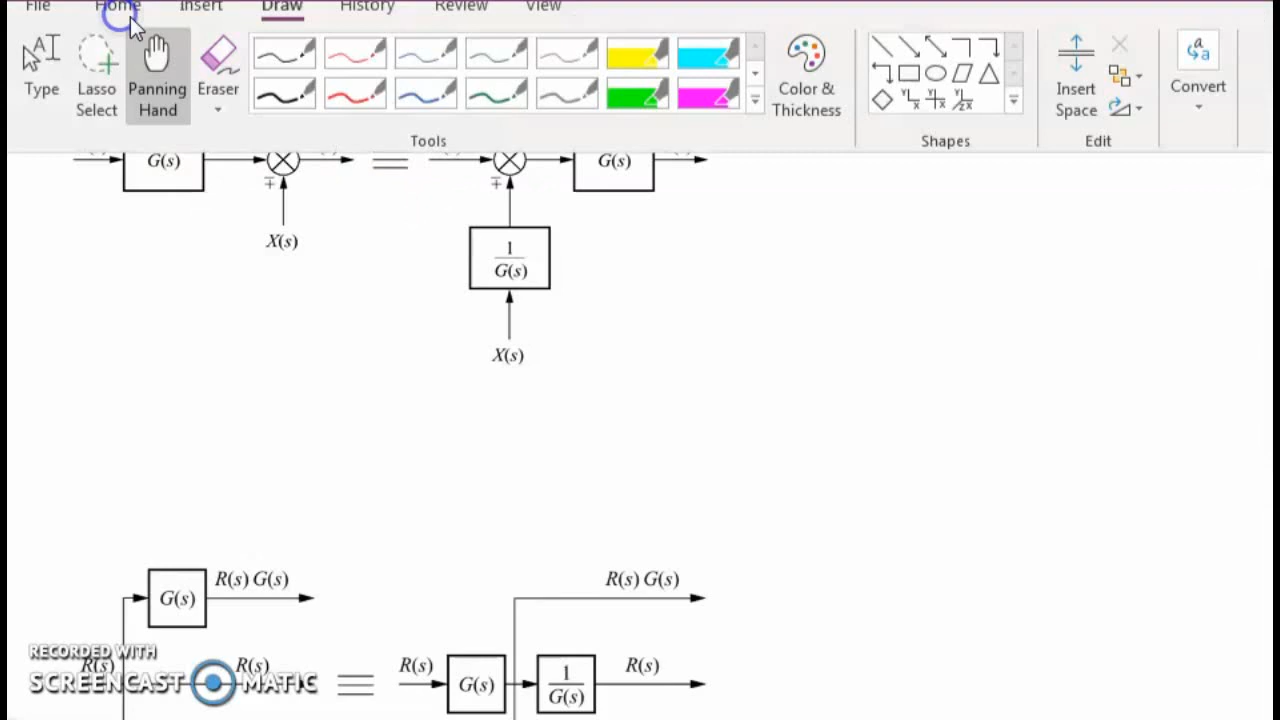 File Home Insert Draw History Review View
Type Lasso Select Panning Hand Eraser Color & Thickness Insert Space Convert
Tools Shapes Edit
G(s) G(s)
∓ ∓
X(s)
1
G(s)
X(s)
R(s) G(s) R(s) G(s)
G(s)
RECORDED WITH
R(s) R(s) R(s) R(s)
SCREENCAST MATIC
G(s) 1
G(s)